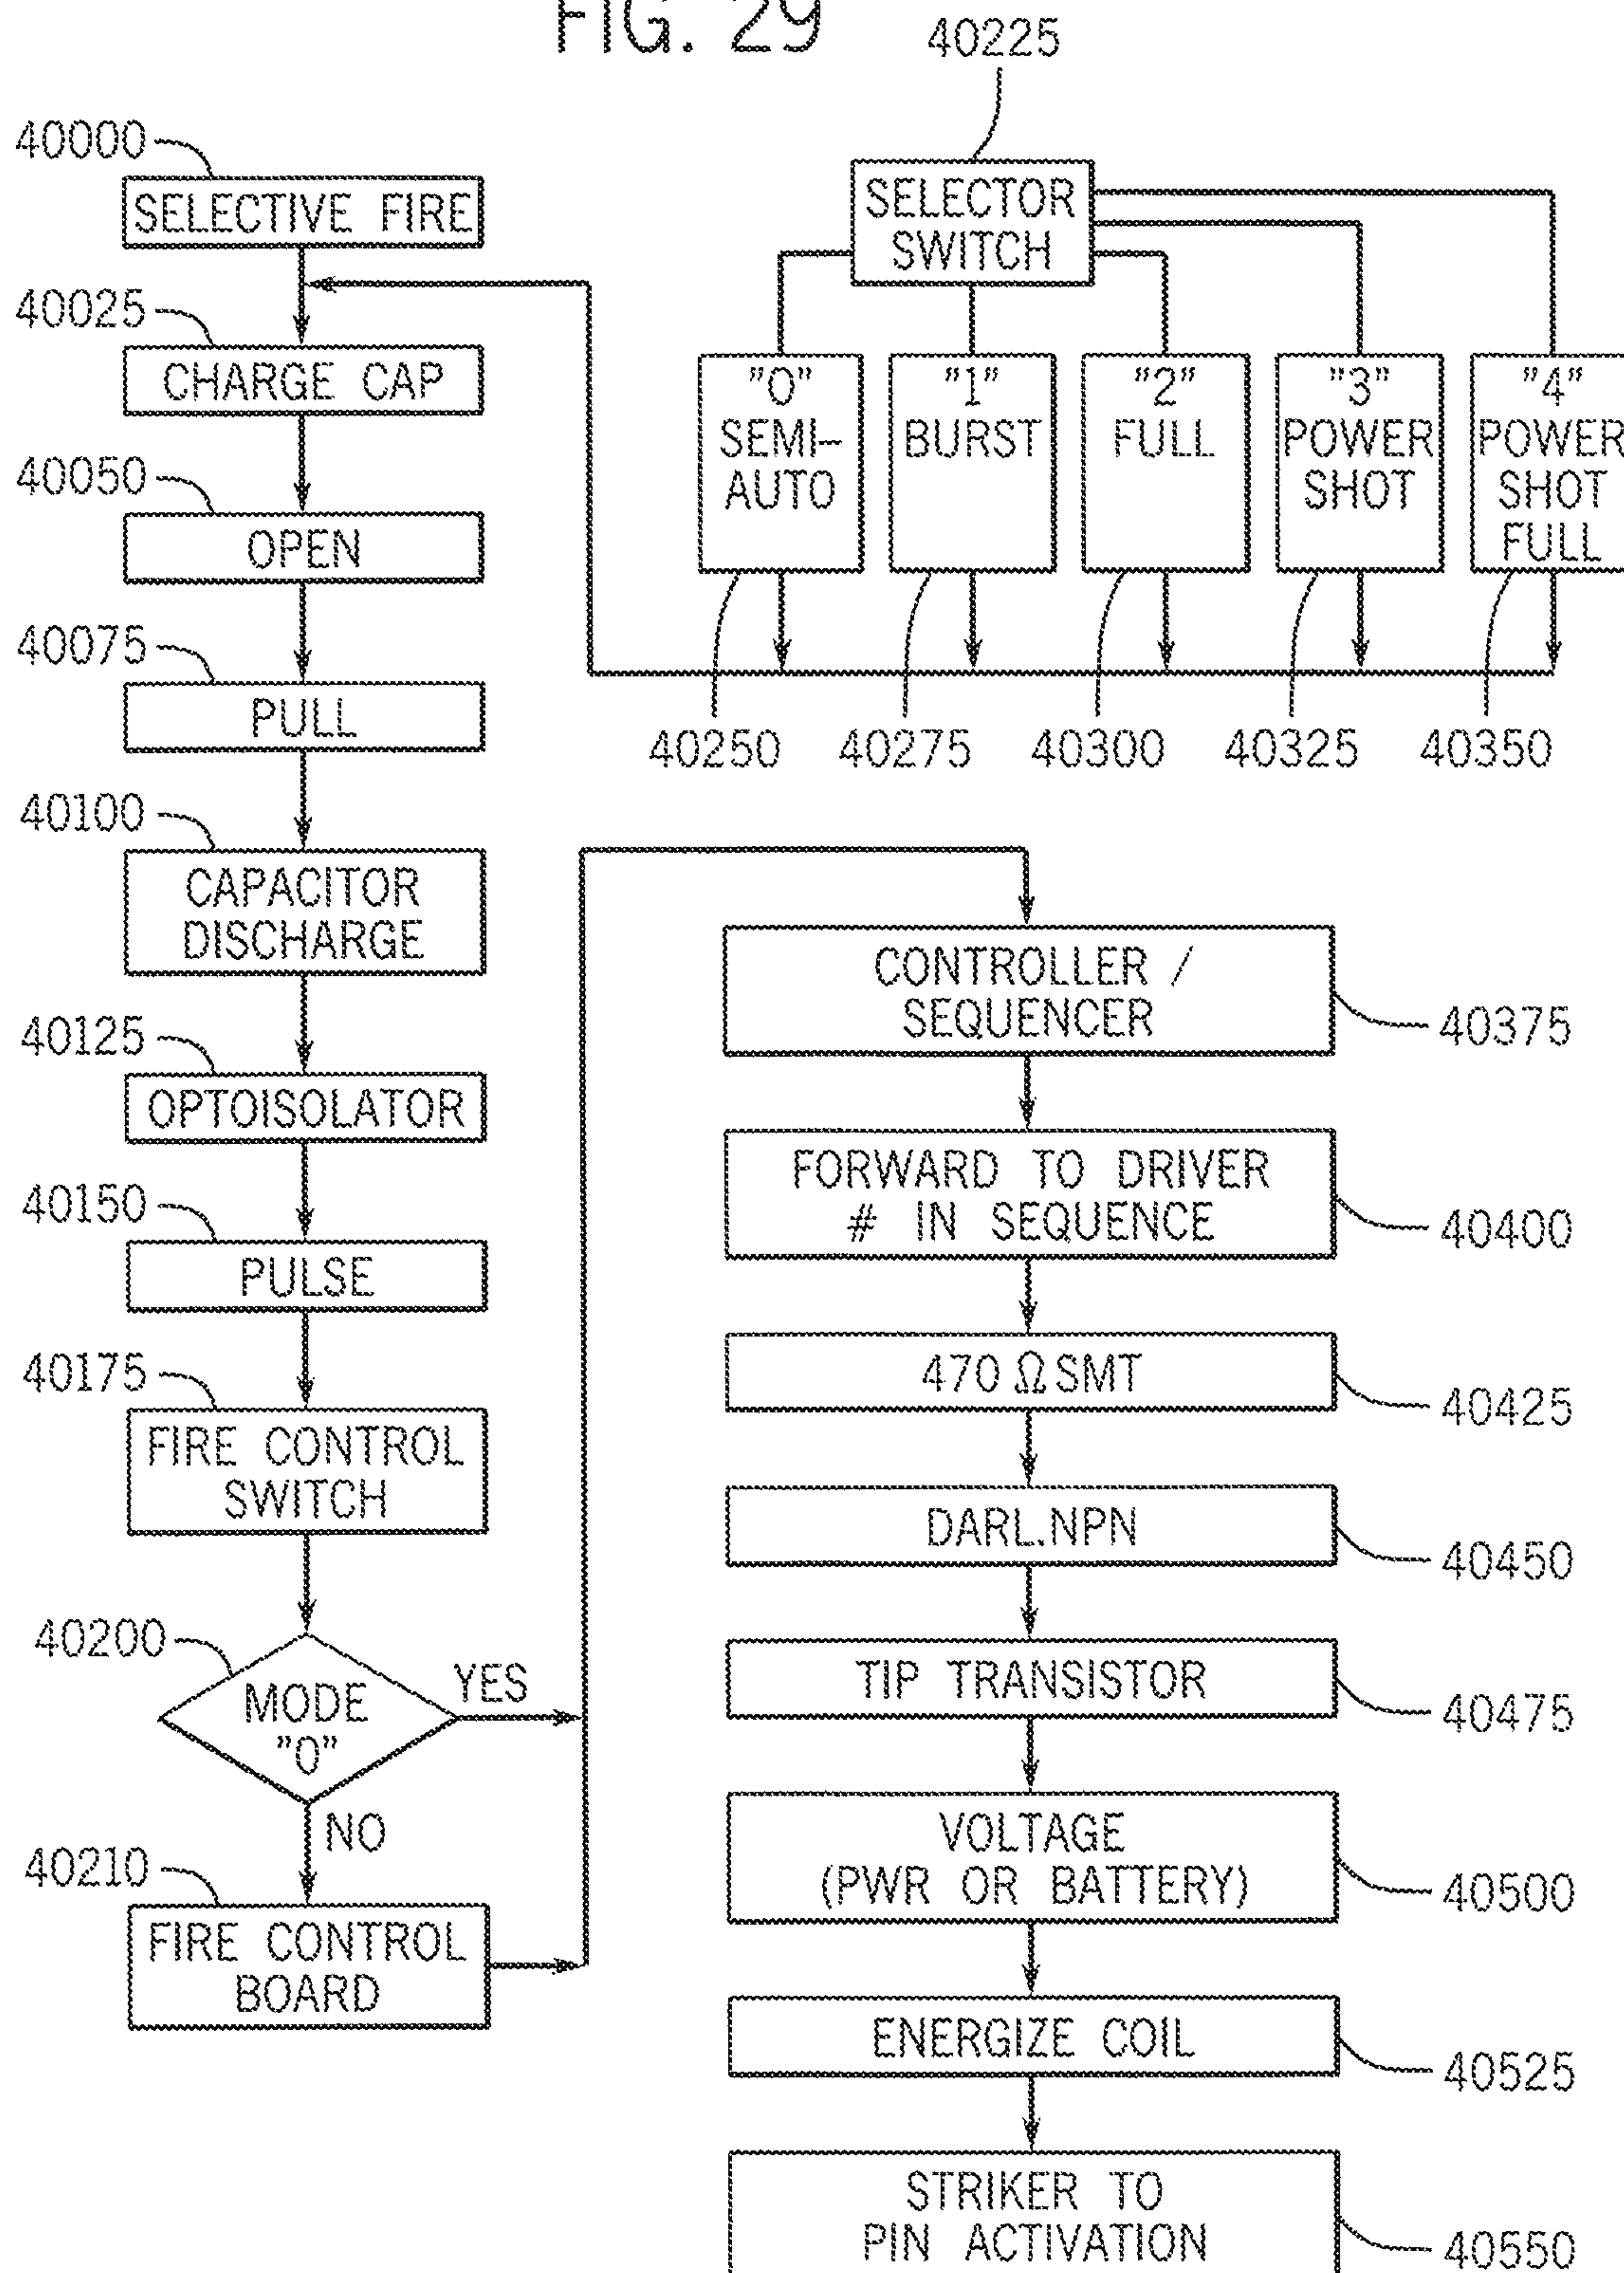 FIG. 29
40225
40000
SELECTIVE FIRE
SELECTOR
SWITCH
40025
CHARGE CAP
"0"
SEMI-
AUTO
"1"
BURST
"2"
FULL
"3"
POWER
SHOT
"4"
POWER
SHOT
FULL
40050
OPEN
40075
PULL
40250
40275
40300
40325
40350
40100
CAPACITOR
DISCHARGE
40125
OPTOISOLATOR
40150
PULSE
40175
FIRE CONTROL
SWITCH
40200
MODE
"0"
YES
NO
40210
FIRE CONTROL
BOARD
CONTROLLER /
SEQUENCER
40375
FORWARD TO DRIVER
# IN SEQUENCE
40400
470 Ω SMT
40425
DARL.NPN
40450
TIP TRANSISTOR
40475
VOLTAGE
(PWR OR BATTERY)
40500
ENERGIZE COIL
40525
STRIKER TO
PIN ACTIVATION
40550